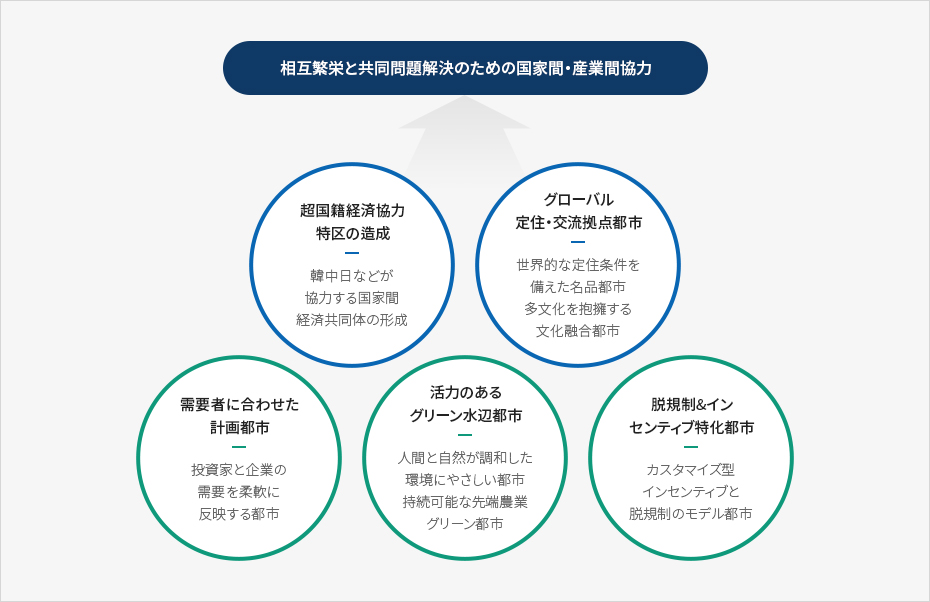 相互繁栄と共同問題解決のための国家間・産業間協力
超国籍経済協力
特区の造成
韓中日などが
協力する国家間
経済共同体の形成
グローバル
定住・交流拠点都市
世界的な定住条件を
備えた名品都市
多文化を抱擁する
文化融合都市
需要者に合わせた
計画都市
投資家と企業の
需要を柔軟に
反映する都市
活力のある
グリーン水辺都市
人間と自然が調和した
環境にやさしい都市
持続可能な先端農業
グリーン都市
脱規制&イン
センティブ特化都市
カスタマイズ型
インセンティブと
脱規制のモデル都市